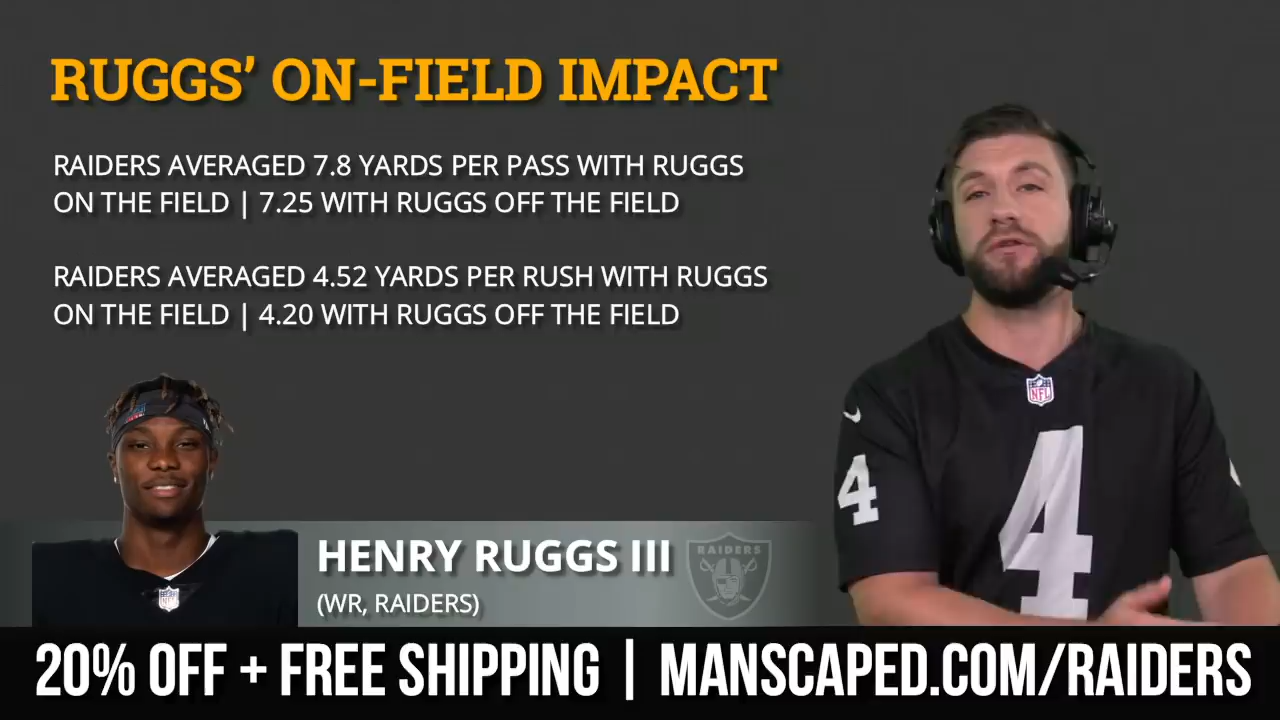 RUGGS' ON-FIELD IMPACT
RAIDERS AVERAGED 7.8 YARDS PER PASS WITH RUGGS
ON THE FIELD | 7.25 WITH RUGGS OFF THE FIELD
RAIDERS AVERAGED 4.52 YARDS PER RUSH WITH RUGGS
ON THE FIELD | 4.20 WITH RUGGS OFF THE FIELD
NFL
4
4
NFL
HENRY RUGGS III
RAIDERS
(WR, RAIDERS)
20% OFF + FREE SHIPPING | MANSCAPED.COM/RAIDERS